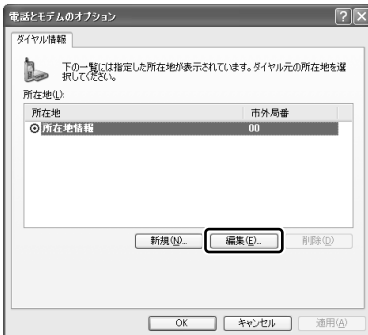 電話とモデムのオプション
ダイヤル情報
下の一覧には指定した所在地が表示されています。ダイヤル元の所在地を選
択してください。
所在地(L):
所在地 市外局番
所在地情報 00
新規(N)... 編集(E)... 削除(D)
OK キャンセル 適用(A)